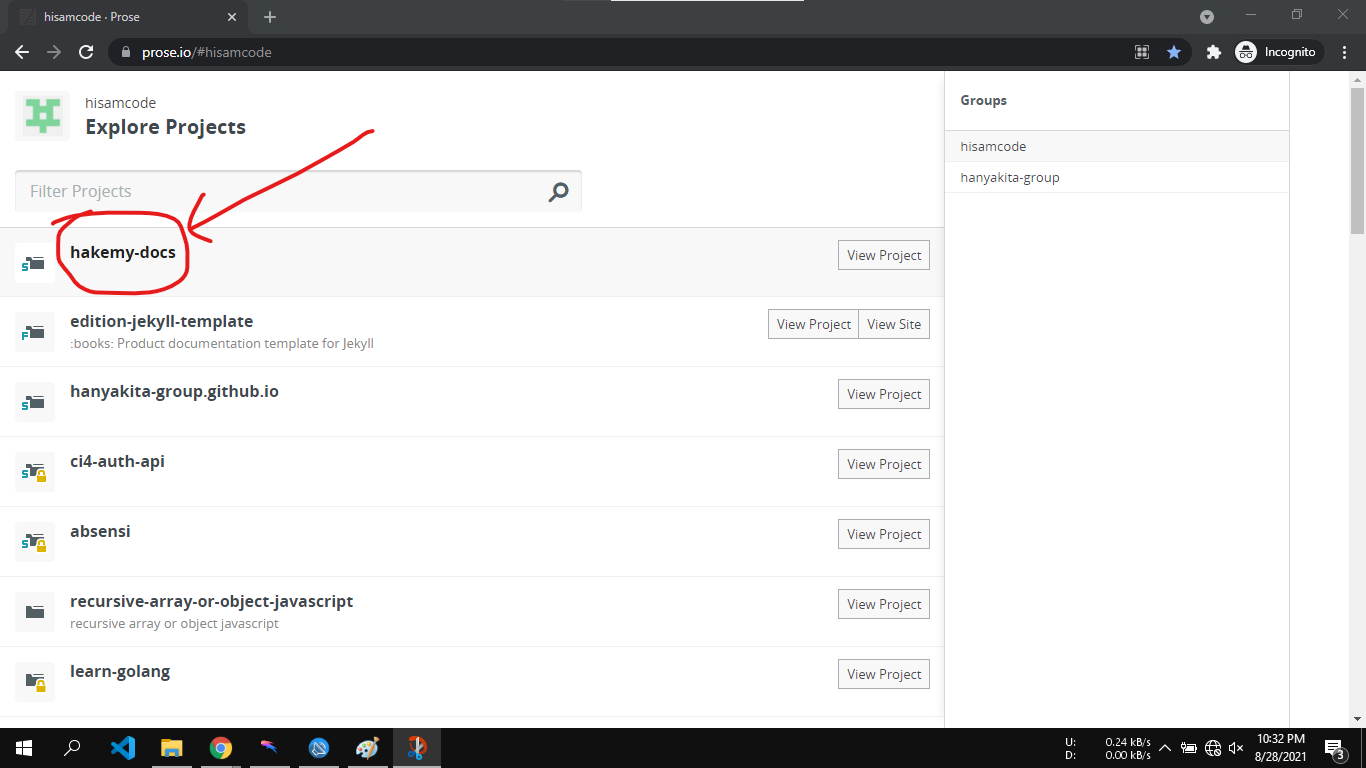 hisamcode · Prose
prose.io/#hisamcode
Incognito
hisamcode
Explore Projects
Filter Projects
hakemy-docs
View Project
edition-jekyll-template
:books: Product documentation template for Jekyll
View Project
View Site
hanyakita-group.github.io
View Project
ci4-auth-api
View Project
absensi
View Project
recursive-array-or-object-javascript
recursive array or object javascript
View Project
learn-golang
View Project
Groups
hisamcode
hanyakita-group
U: 0.24 kB/s
D: 0.00 kB/s
10:32 PM
8/28/2021
3